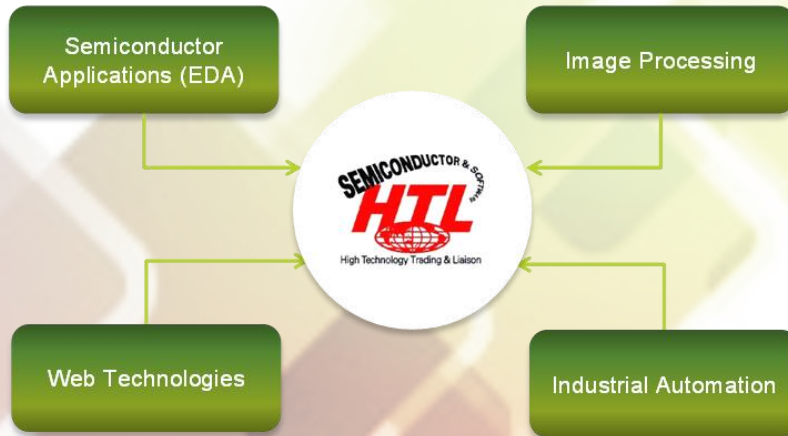 Semiconductor
Applications (EDA)
Image Processing
SEMICONDUCTOR & SOFTWARE
HTL
High Technology Trading & Liaison
Web Technologies
Industrial Automation